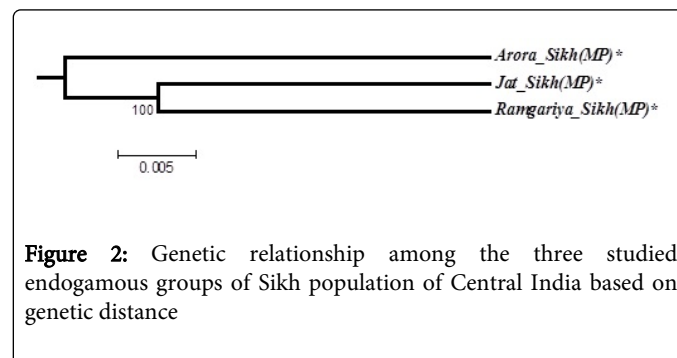 Arora_Sikh(MP)*
Jat_Sikh(MP)*
100
Ramgariya_Sikh(MP)*
0.005
Figure 2: Genetic relationship among the three studied
endogamous groups of Sikh population of Central India based on
genetic distance